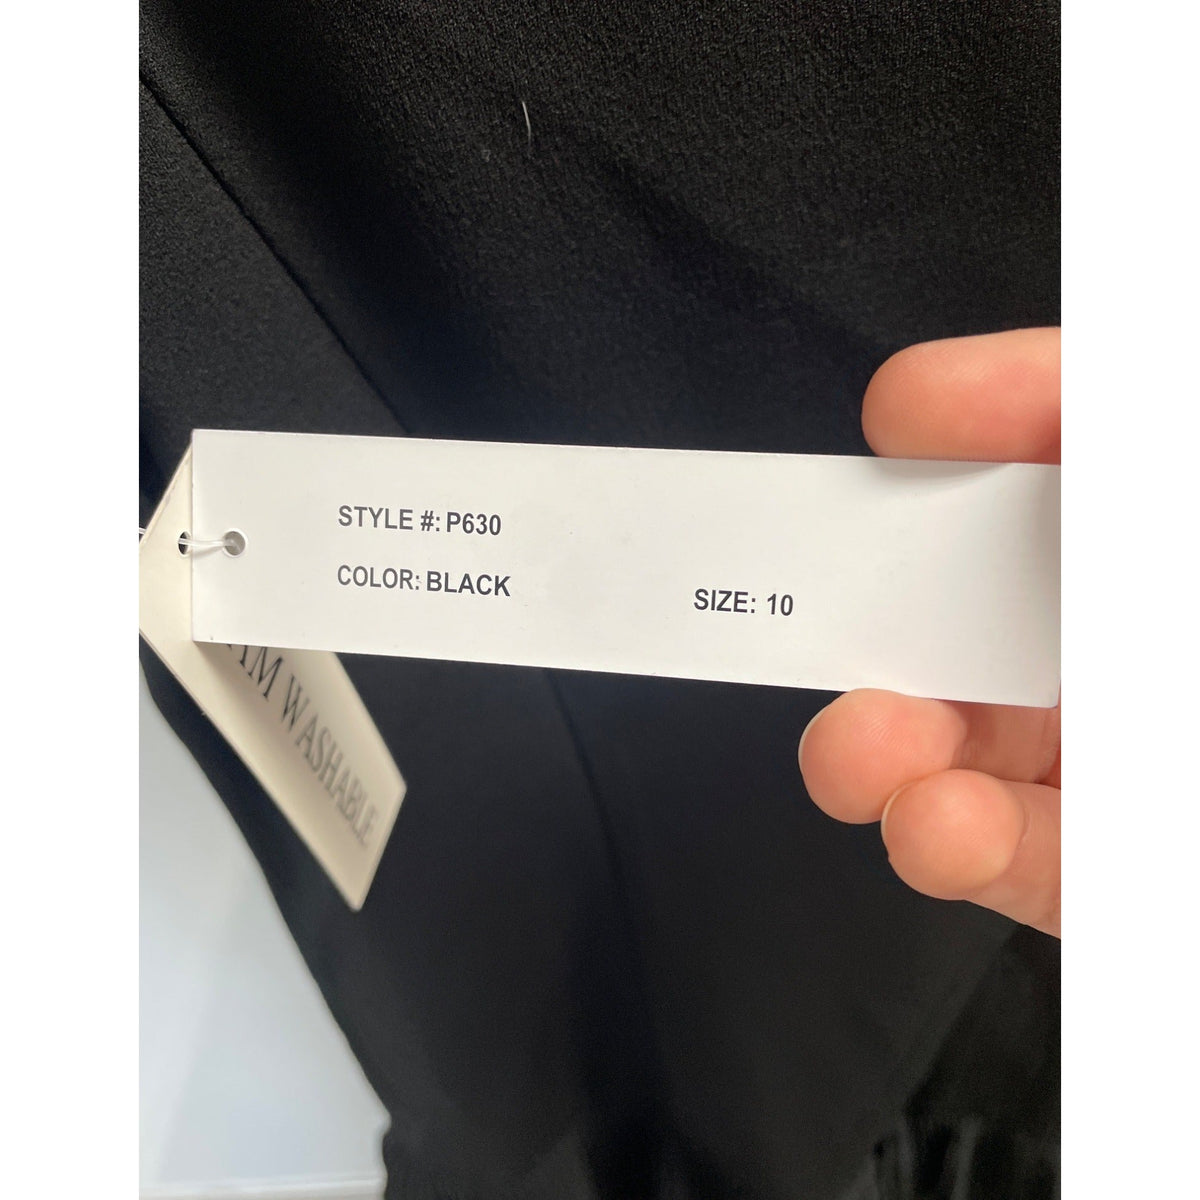 STYLE #: P630
COLOR: BLACK
SIZE: 10
WASHABLE